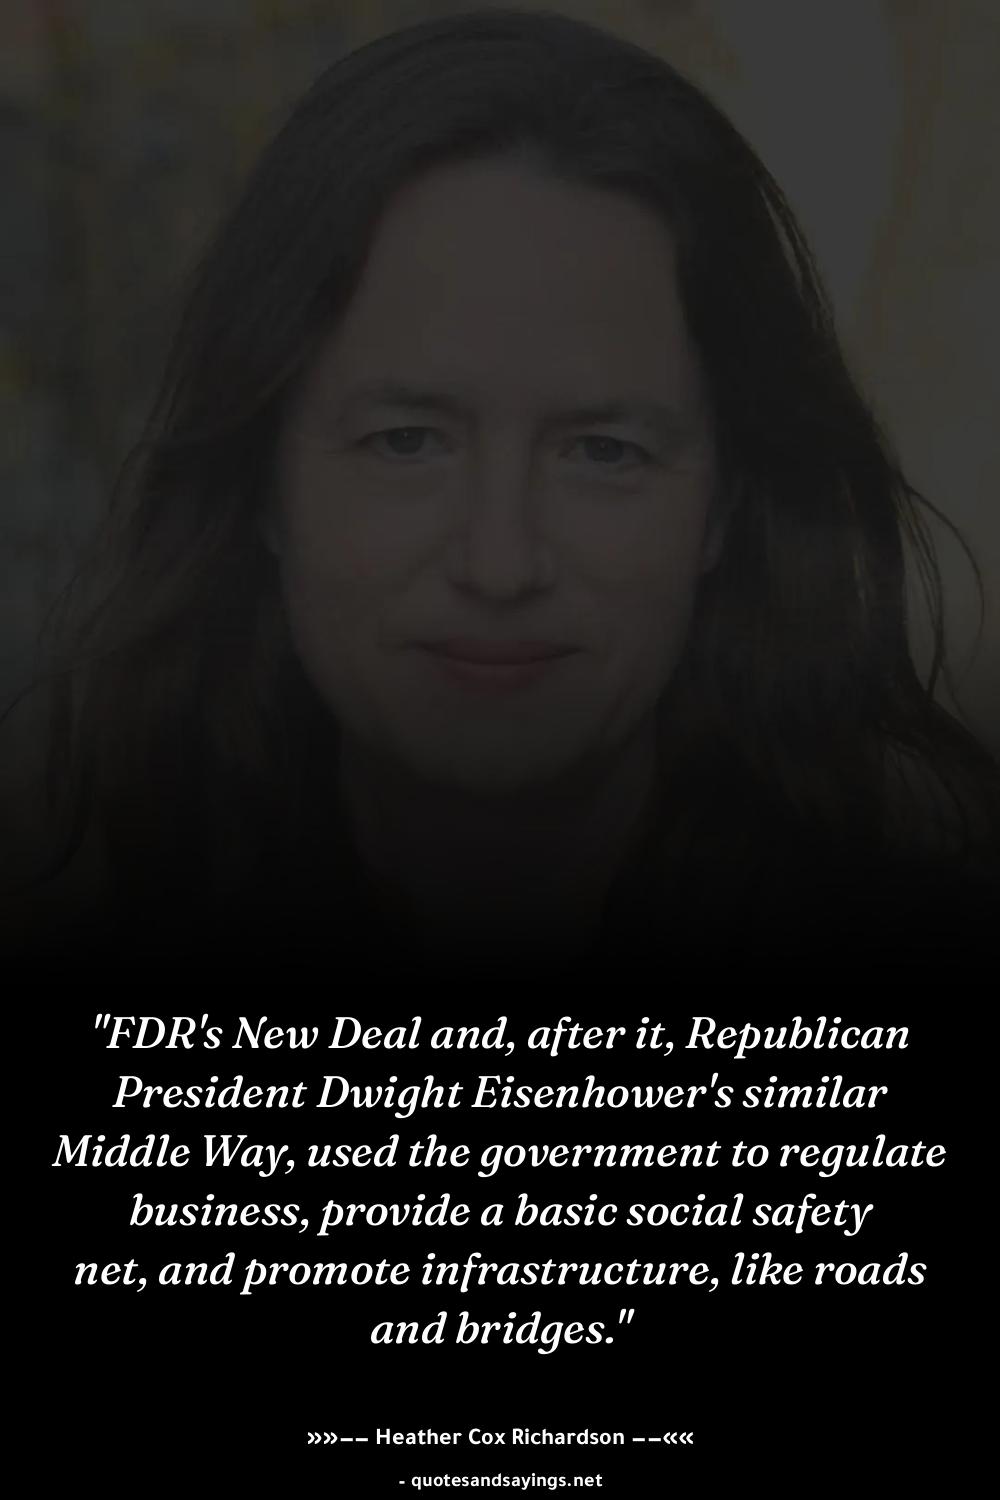 "FDR's New Deal and, after it, Republican
President Dwight Eisenhower's similar
Middle Way, used the government to regulate
business, provide a basic social safety
net, and promote infrastructure, like roads
and bridges."
»»–– Heather Cox Richardson ––««
- quotesandsayings.net